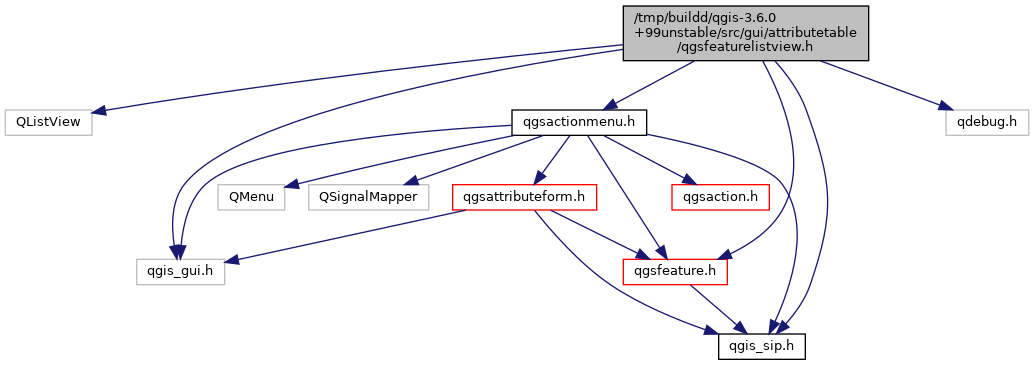 /tmp/buildd/qgis-3.6.0
+99unstable/src/gui/attributetable
/qgsfeaturelistview.h
QListView
qgsactionmenu.h
qdebug.h
QMenu
QSignalMapper
qgsattributeform.h
qgsaction.h
qgis_gui.h
qgsfeature.h
qgis_sip.h